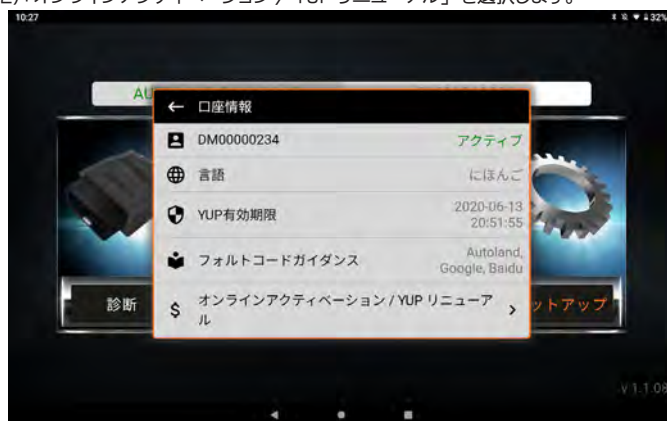 オンラインアクティベーション / YUP リニューアル」を選択します。
10:27
32%
AU
口座情報
DM00000234 アクティブ
言語 にほんご
YUP有効期限 2020-06-13
20:51:55
フォルトコードガイダンス Autoland,
Google, Baidu
オンラインアクティベーション / YUP リニューア
ル
診断
ットアップ
v 1.1.08